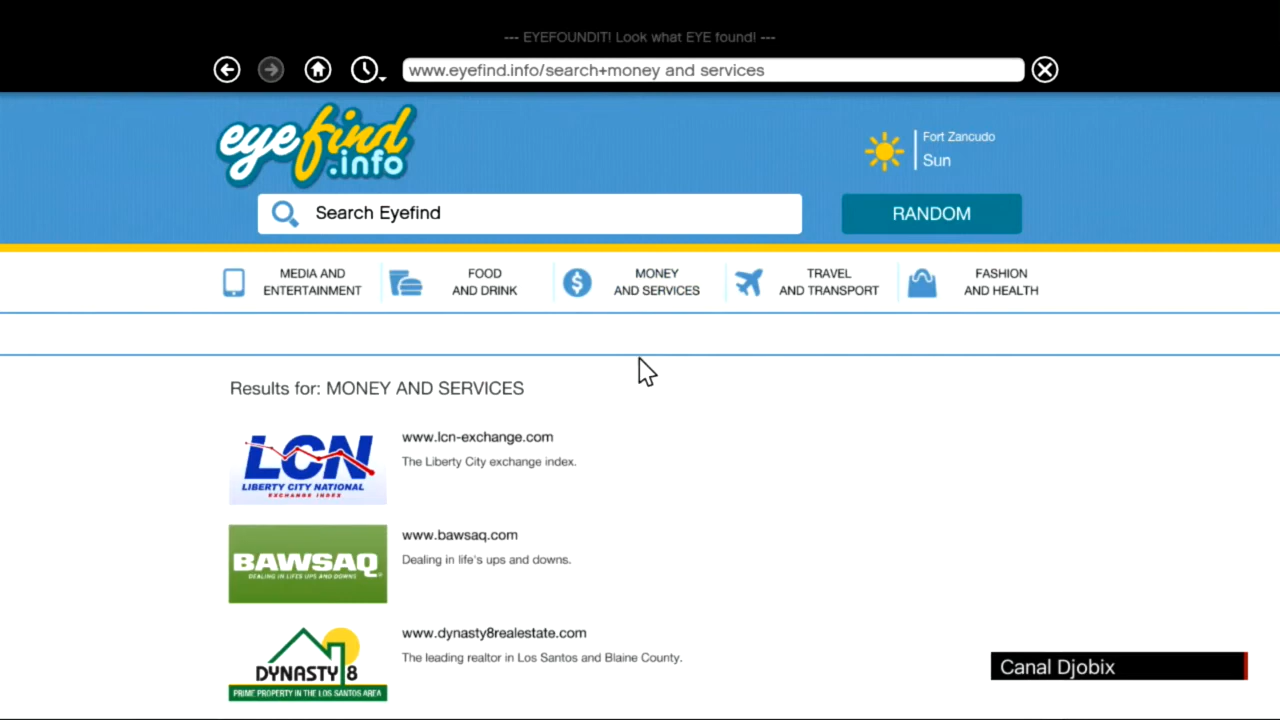 --- EYEFOUNDIT! Look what EYE found! ---
www.eyefind.info/search+money and services
eyefind
.info
Fort Zancudo
Sun
Search Eyefind
RANDOM
MEDIA AND
ENTERTAINMENT
FOOD
AND DRINK
MONEY
AND SERVICES
TRAVEL
AND TRANSPORT
FASHION
AND HEALTH
Results for: MONEY AND SERVICES
LCN
LIBERTY CITY NATIONAL
EXCHANGE INDEX
www.lcn-exchange.com
The Liberty City exchange index.
BAWSAQ
DEALING IN LIFE'S UPS AND DOWNS
www.bawsaq.com
Dealing in life's ups and downs.
DYNASTY 8
PRIME PROPERTY IN THE LOS SANTOS AREA
www.dynasty8realestate.com
The leading realtor in Los Santos and Blaine County.
Canal Djobix